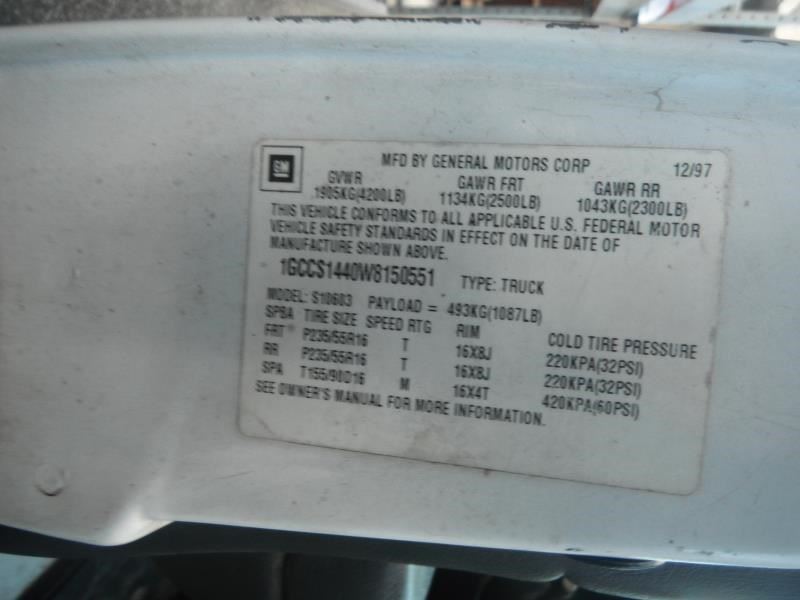 GM
MFD BY GENERAL MOTORS CORP 12/97
GVWR GAWR FRT GAWR RR
1905KG(4200LB) 1134KG(2500LB) 1043KG(2300LB)
THIS VEHICLE CONFORMS TO ALL APPLICABLE U.S. FEDERAL MOTOR
VEHICLE SAFETY STANDARDS IN EFFECT ON THE DATE OF
MANUFACTURE SHOWN ABOVE.
1GCCS1440W8150551 TYPE: TRUCK
MODEL: S10603 PAYLOAD = 493KG(1087LB)
SPBA TIRE SIZE SPEED RTG RIM COLD TIRE PRESSURE
FRT P235/55R16 T 16X8J 220KPA(32PSI)
RR P235/55R16 T 16X8J 220KPA(32PSI)
SPA T155/90D16 M 16X4T 420KPA(60PSI)
SEE OWNER'S MANUAL FOR MORE INFORMATION.